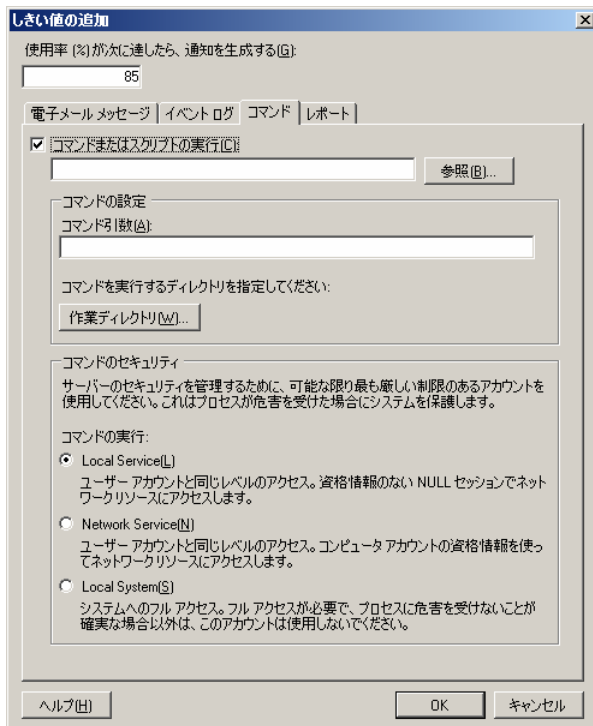 しきい値の追加
使用率 (%)が次に達したら、通知を生成する(G):
85
電子メール メッセージ イベント ログ コマンド レポート
コマンドまたはスクリプトの実行(C):
参照(B)...
コマンドの設定
コマンド引数(A):
コマンドを実行するディレクトリを指定してください:
作業ディレクトリ(W)...
コマンドのセキュリティ
サーバーのセキュリティを管理するために、可能な限り最も厳しい制限のあるアカウントを
使用してください。これはプロセスが危害を受けた場合にシステムを保護します。
コマンドの実行:
Local Service(L)
ユーザー アカウントと同じレベルのアクセス。資格情報のない NULL セッションでネット
ワークリソースにアクセスします。
Network Service(N)
ユーザー アカウントと同じレベルのアクセス。コンピュータ アカウントの資格情報を使っ
てネットワークリソースにアクセスします。
Local System(S)
システムへのフル アクセス。フル アクセスが必要で、プロセスに危害を受けないことが
確実な場合以外は、このアカウントは使用しないでください。
ヘルプ(H)
OK
キャンセル